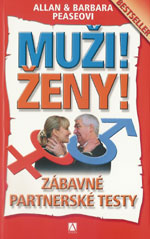 ALLAN & BARBARA
PEASEOVI
BESTSELLER
MUŽI!
ŽENY!
ZÁBAVNÉ
PARTNERSKÉ TESTY